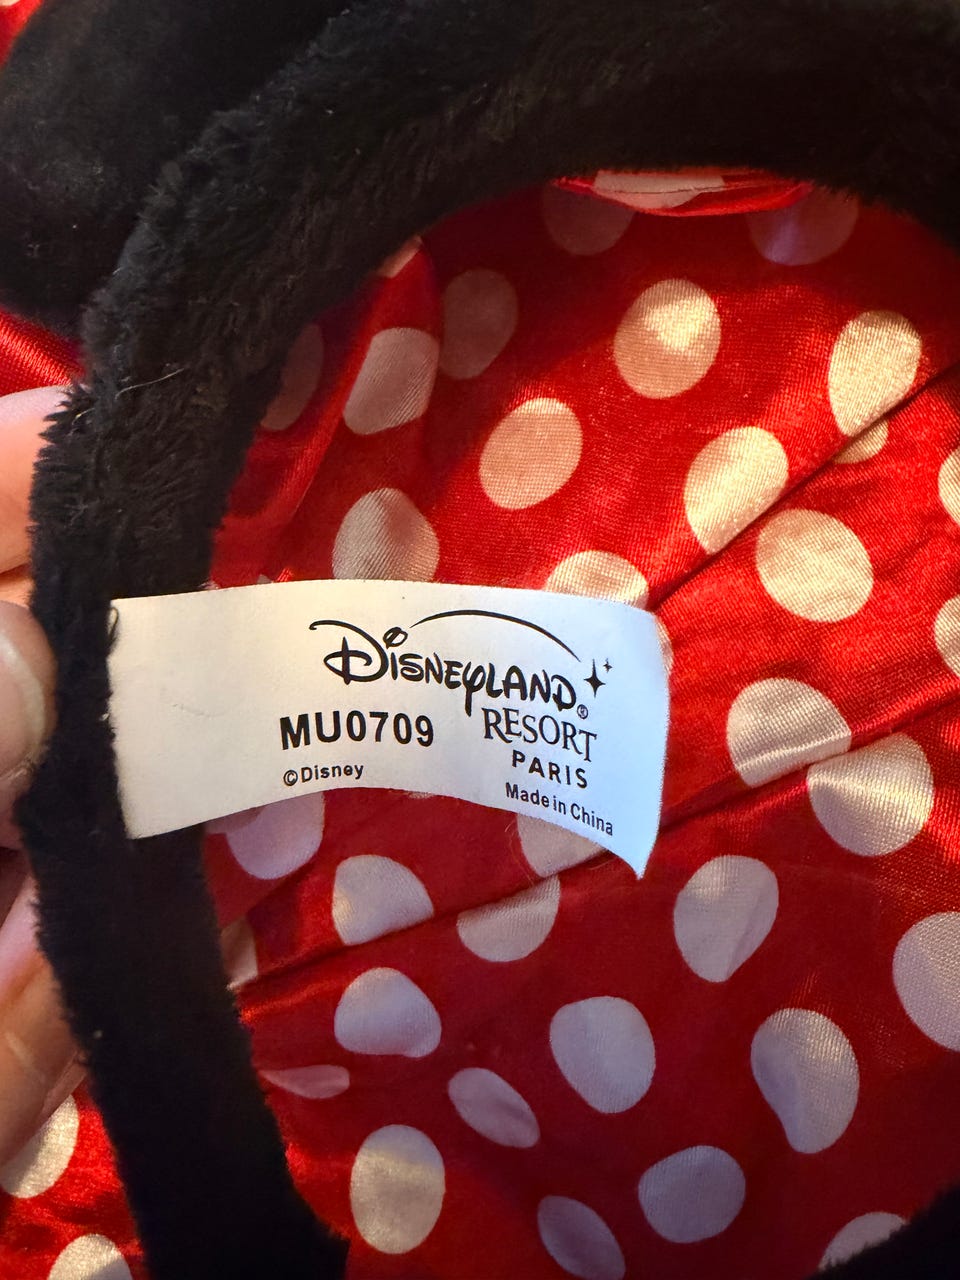 DISNEYLAND®
RESORT
PARIS
MU0709
©Disney
Made in China